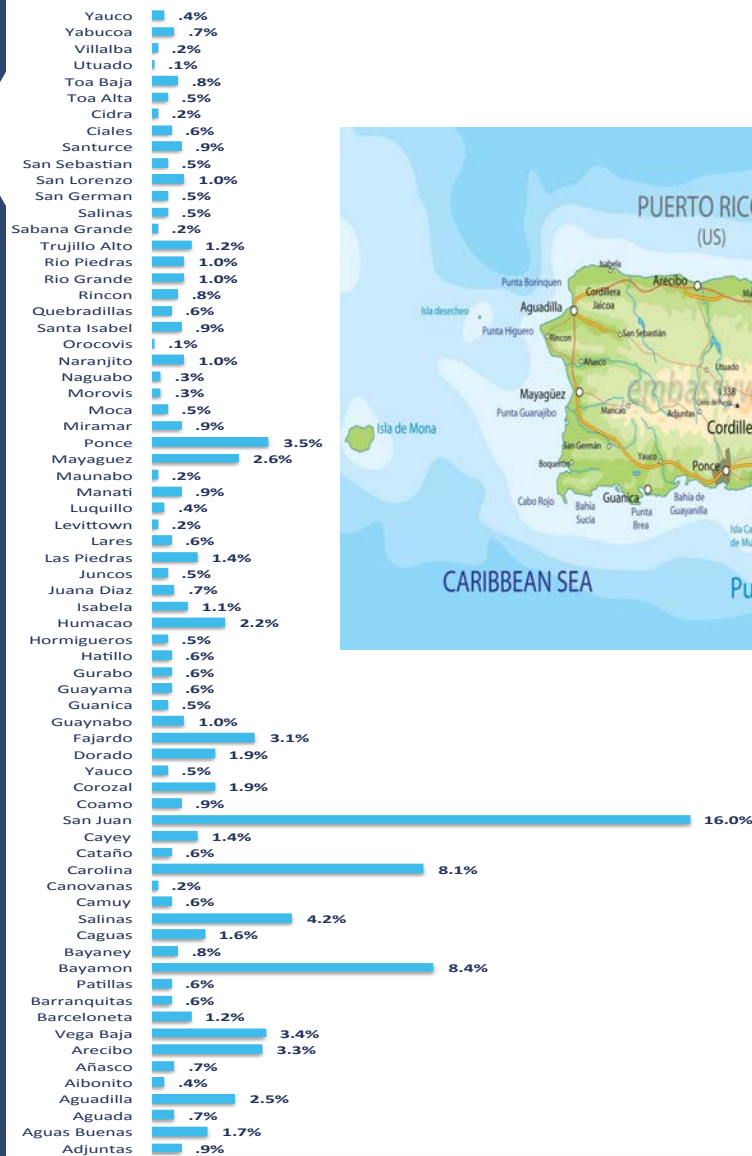 Yauco .4%
Yabucoa .7%
Villalba .2%
Utuado .1%
Toa Baja .8%
Toa Alta .5%
Cidra .2%
Ciales .6%
Santurce .9%
San Sebastian .5%
San Lorenzo 1.0%
San German .5%
Salinas .5%
Sabana Grande .2%
Trujillo Alto 1.2%
Rio Piedras 1.0%
Rio Grande 1.0%
Rincon .8%
Quebradillas .6%
Santa Isabel .9%
Orocovis .1%
Naranjito 1.0%
Naguabo .3%
Morovis .3%
Moca .5%
Miramar .9%
Ponce 3.5%
Mayaguez 2.6%
Maunabo .2%
Manati .9%
Luquillo .4%
Levittown .2%
Lares .6%
Las Piedras 1.4%
Juncos .5%
Juana Diaz .7%
Isabela 1.1%
Humacao 2.2%
Hormigueros .5%
Hatillo .6%
Gurabo .6%
Guayama .6%
Guanica .5%
Guaynabo 1.0%
Fajardo 3.1%
Dorado 1.9%
Yauco .5%
Corozal 1.9%
Coamo .9%
San Juan 16.0%
Cayey 1.4%
Cataño .6%
Carolina 8.1%
Canovanas .2%
Camuy .6%
Salinas 4.2%
Caguas 1.6%
Bayaney .8%
Bayamon 8.4%
Patillas .6%
Barranquitas .6%
Barceloneta 1.2%
Vega Baja 3.4%
Arecibo 3.3%
Añasco .7%
Aibonito .4%
Aguadilla 2.5%
Aguada .7%
Aguas Buenas 1.7%
Adjuntas .9%
PUERTO RICO
(US)
Isabela
Arecibo
Punta Borinquen
Cordillera
Jaicoa
Aguadilla
Isla desecheo
Punta Higuero
Rincon
San Sebastián
Añasco
Utuado
Mayagüez
1338
Maricao
Adjuntas
Punta Guanajibo
Isla de Mona
Cordille
San Germán
Yauco
Ponce
Boquerón
Cabo Rojo
Guanica
Bahia
Sucia
Punta
Brea
Bahia de
Guayanilla
Isla Ca
de Mu
CARIBBEAN SEA
Pu